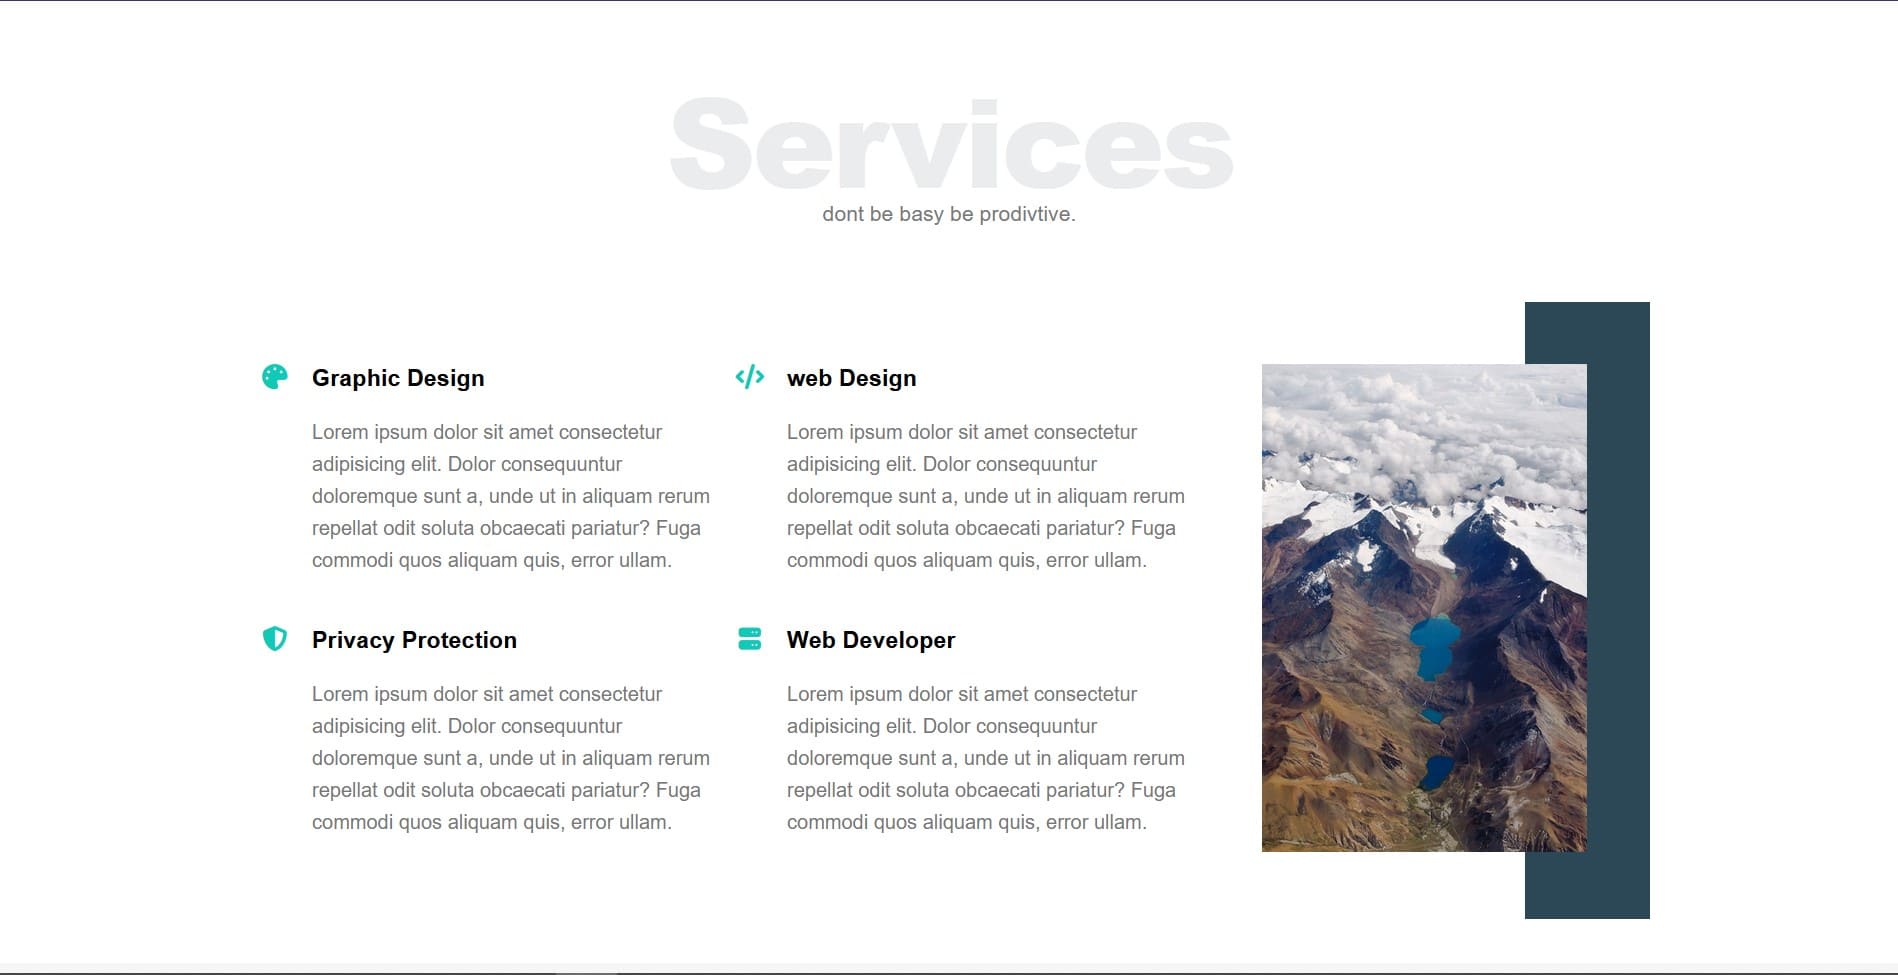 Services
dont be basy be prodivtive.
Graphic Design
Lorem ipsum dolor sit amet consectetur
adipisicing elit. Dolor consequuntur
doloremque sunt a, unde ut in aliquam rerum
repellat odit soluta obcaecati pariatur? Fuga
commodi quos aliquam quis, error ullam.
web Design
Lorem ipsum dolor sit amet consectetur
adipisicing elit. Dolor consequuntur
doloremque sunt a, unde ut in aliquam rerum
repellat odit soluta obcaecati pariatur? Fuga
commodi quos aliquam quis, error ullam.
Privacy Protection
Lorem ipsum dolor sit amet consectetur
adipisicing elit. Dolor consequuntur
doloremque sunt a, unde ut in aliquam rerum
repellat odit soluta obcaecati pariatur? Fuga
commodi quos aliquam quis, error ullam.
Web Developer
Lorem ipsum dolor sit amet consectetur
adipisicing elit. Dolor consequuntur
doloremque sunt a, unde ut in aliquam rerum
repellat odit soluta obcaecati pariatur? Fuga
commodi quos aliquam quis, error ullam.